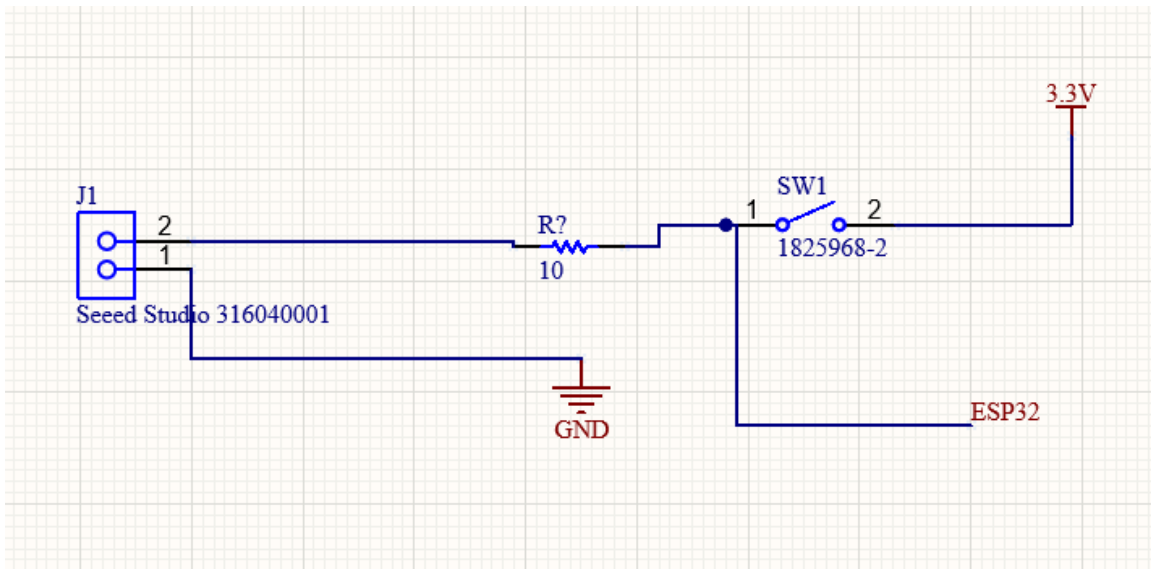 3.3V
J1
SW1
2
1
2
R?
1
1825968-2
10
Seeed Studio 316040001
ESP32
GND